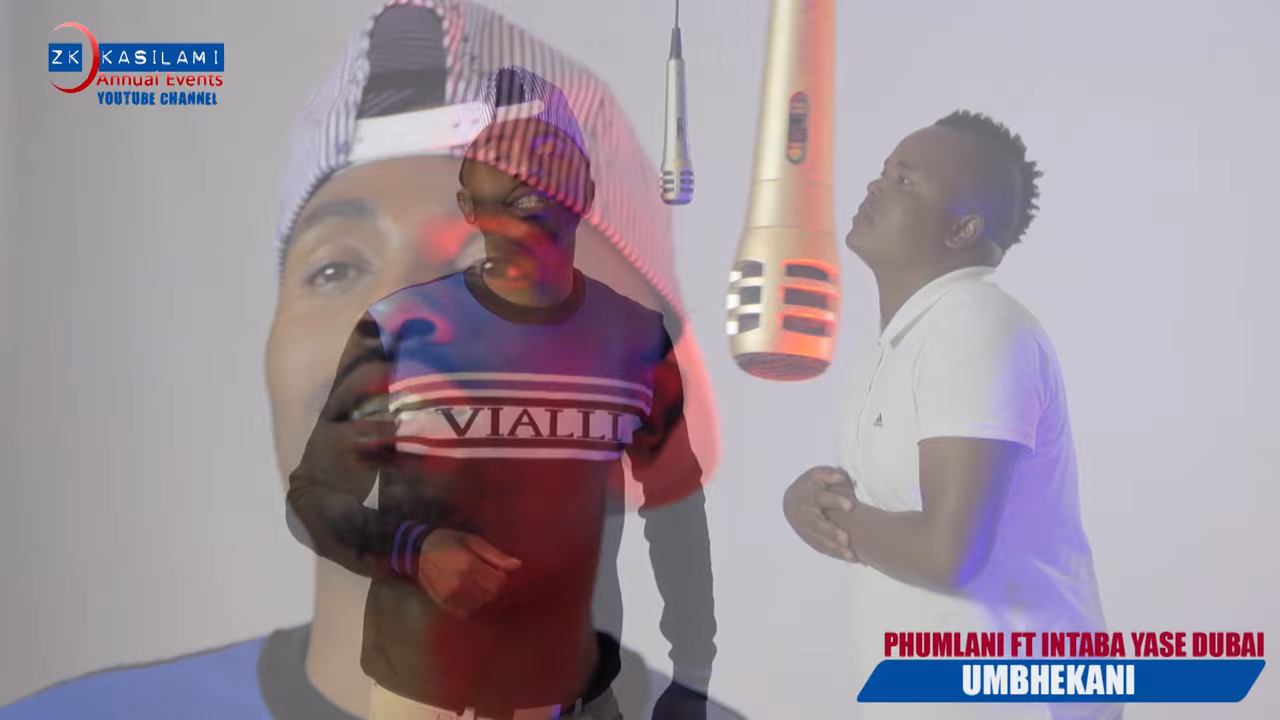 ZK KASILAMI
Annual Events
YOUTUBE CHANNEL
VIALLI
PHUMLANI FT INTABA YASE DUBAI
UMBHEKANI